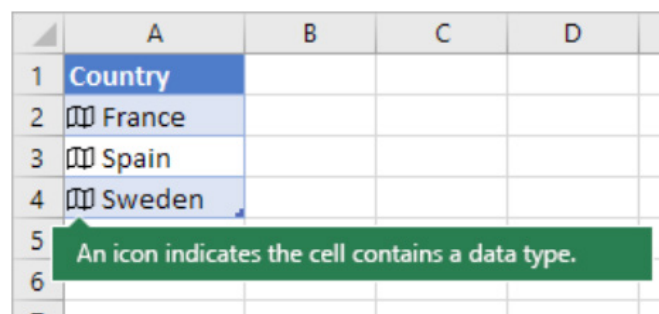 A B C D
1 Country
2 France
3 Spain
4 Sweden
5 An icon indicates the cell contains a data type.
6